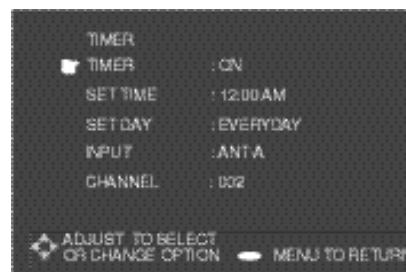 TIMER
TIMER : ON
SET TIME : 12:00 AM
SET DAY : EVERYDAY
INPUT : ANT A
CHANNEL : 002
ADJUST TO SELECT
OR CHANGE OPTION MENU TO RETURN